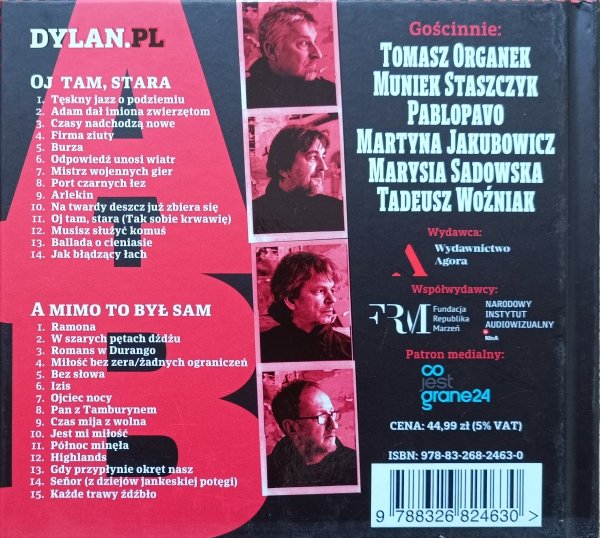 DYLAN.PL
OJ TAM, STARA
1. Tęskny jazz o podziemiu
2. Adam dał imiona zwierzętom
3. Czasy nadchodzą nowe
4. Firma ziuty
5. Burza
6. Odpowiedź unosi wiatr
7. Mistrz wojennych gier
8. Port czarnych łez
9. Arlekin
10. Na twardy deszcz już zbiera się
11. Oj tam, stara (Tak sobie krwawię)
12. Musisz służyć komuś
13. Ballada o cieniasie
14. Jak błądzący łach
A MIMO TO BYŁ SAM
1. Ramona
2. W szarych pętach dżdżu
3. Romans w Durango
4. Miłość bez zera/żadnych ograniczeń
5. Bez słowa
6. Izis
7. Ojciec nocy
8. Pan z Tamburynem
9. Czas mija z wolna
10. Jest mi miłość
11. Północ minęła
12. Highlands
13. Gdy przypłynie okręt nasz
14. Señor (z dziejów jankeskiej potęgi)
15. Każde trawy źdźbło
Gościnnie:
TOMASZ ORGANEK
MUNIEK STASZCZYK
PABLOPAVO
MARTYNA JAKUBOWICZ
MARYSIA SADOWSKA
TADEUSZ WOŹNIAK
Wydawca:
Wydawnictwo
Agora
Współwydawcy:
FRM
Fundacja
Republika
Marzeń
NARODOWY
INSTYTUT
AUDIOWIZUALNY
NInA
Patron medialny:
co
jest
grane24
CENA: 44,99 zł (5% VAT)
ISBN: 978-83-268-2463-0
9 788326 824630 >